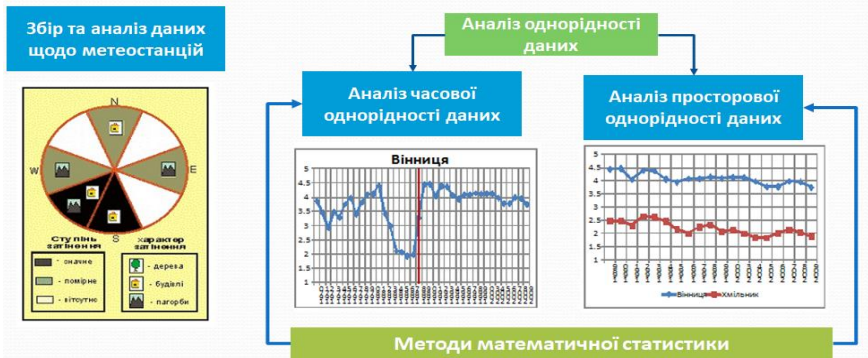 Збір та аналіз даних
щодо метеостанцій
N
W
E
S
Ступінь
затінення
характер
затінення
- значне
- помірне
- вітсутнє
- дерева
- будівлі
- пагорби
Аналіз однорідності
даних
Аналіз часової
однорідності даних
Аналіз просторової
однорідності даних
Вінниця
5
4.5
4
3.5
3
2.5
2
1.5
1
4.5
4
3.5
3
2.5
2
1.5
1
Вінниця
Хмільник
Методи математичної статистики